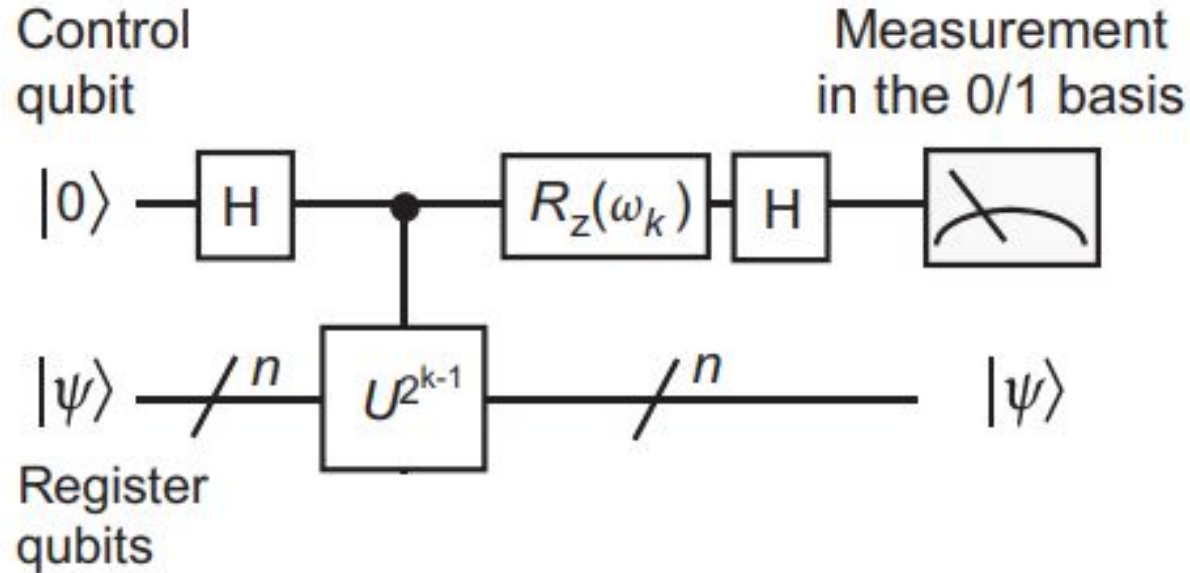 Control
qubit
Measurement
in the 0/1 basis
|0⟩ H R_z(ω_k) H
|ψ⟩ n U^{2^{k-1}} n |ψ⟩
Register
qubits